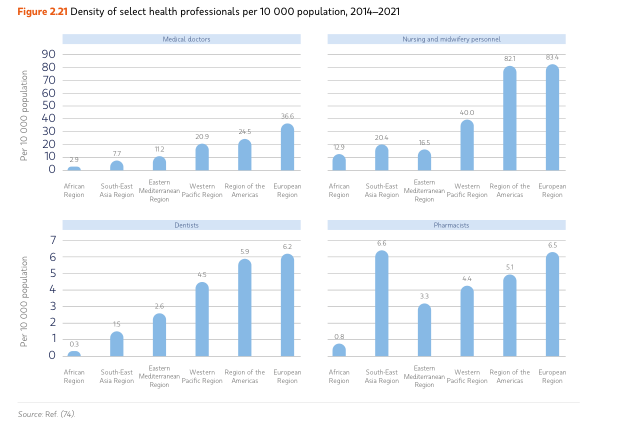 Figure 2.21 Density of select health professionals per 10 000 population, 2014–2021
Medical doctors
Per 10 000 population
90
80
70
60
50
40
30
20
10
0
2.9
7.7
11.2
20.9
24.5
36.6
African
Region
South-East
Asia Region
Eastern
Mediterranean
Region
Western
Pacific Region
Region of the
Americas
European
Region
Nursing and midwifery personnel
12.9
20.4
16.5
40.0
82.1
83.4
African
Region
South-East
Asia Region
Eastern
Mediterranean
Region
Western
Pacific Region
Region of the
Americas
European
Region
Dentists
Per 10 000 population
7
6
5
4
3
2
1
0
0.3
1.5
2.6
4.5
5.9
6.2
African
Region
South-East
Asia Region
Eastern
Mediterranean
Region
Western
Pacific Region
Region of the
Americas
European
Region
Pharmacists
0.8
6.6
3.3
4.4
5.1
6.5
African
Region
South-East
Asia Region
Eastern
Mediterranean
Region
Western
Pacific Region
Region of the
Americas
European
Region
Source: Ref. (74)